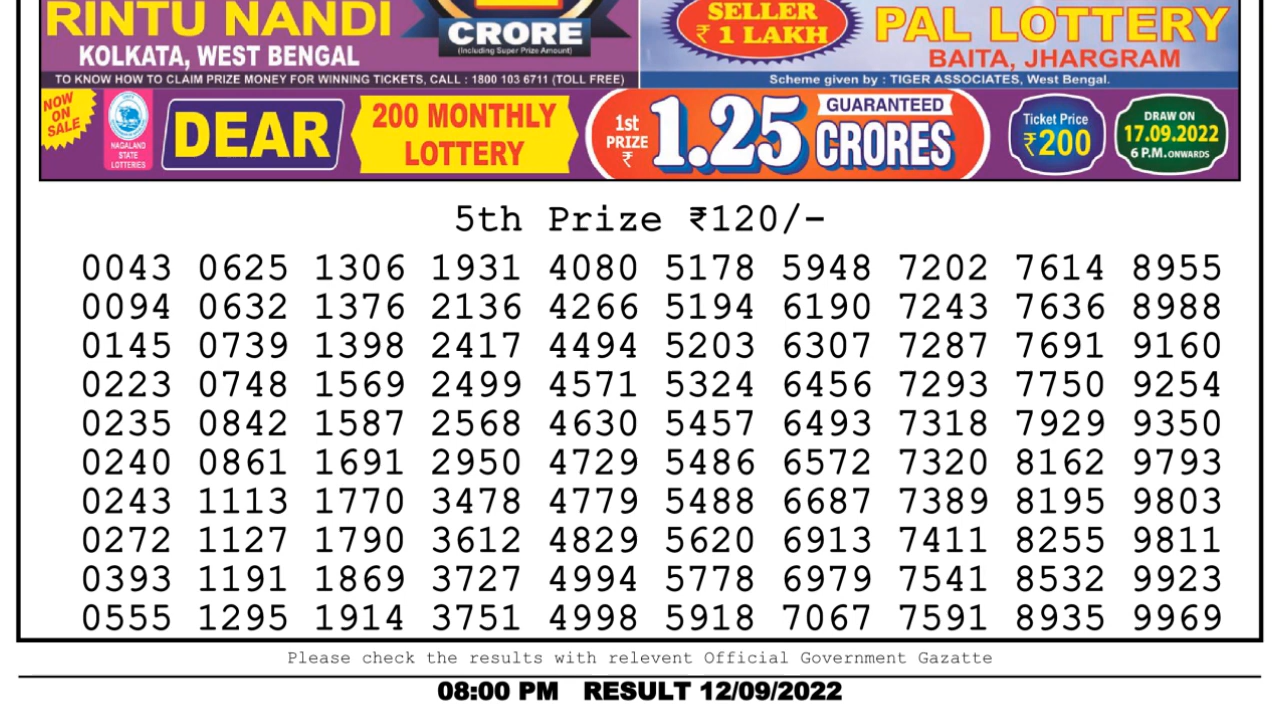 RINTU NANDI
KOLKATA, WEST BENGAL
CRORE
(Including Super Prize Amount)
TO KNOW HOW TO CLAIM PRIZE MONEY FOR WINNING TICKETS, CALL : 1800 103 6711 (TOLL FREE)
SELLER
₹ 1 LAKH
PAL LOTTERY
BAITA, JHARGRAM
Scheme given by : TIGER ASSOCIATES, West Bengal.
NOW
ON
SALE
NAGALAND
STATE
LOTTERIES
DEAR
200 MONTHLY
LOTTERY
1st
PRIZE
₹
1.25
GUARANTEED
CRORES
Ticket Price
₹200
DRAW ON
17.09.2022
6 P.M. ONWARDS
5th Prize ₹120/-
0043 0625 1306 1931 4080 5178 5948 7202 7614 8955
0094 0632 1376 2136 4266 5194 6190 7243 7636 8988
0145 0739 1398 2417 4494 5203 6307 7287 7691 9160
0223 0748 1569 2499 4571 5324 6456 7293 7750 9254
0235 0842 1587 2568 4630 5457 6493 7318 7929 9350
0240 0861 1691 2950 4729 5486 6572 7320 8162 9793
0243 1113 1770 3478 4779 5488 6687 7389 8195 9803
0272 1127 1790 3612 4829 5620 6913 7411 8255 9811
0393 1191 1869 3727 4994 5778 6979 7541 8532 9923
0555 1295 1914 3751 4998 5918 7067 7591 8935 9969
Please check the results with relevent Official Government Gazatte
08:00 PM RESULT 12/09/2022